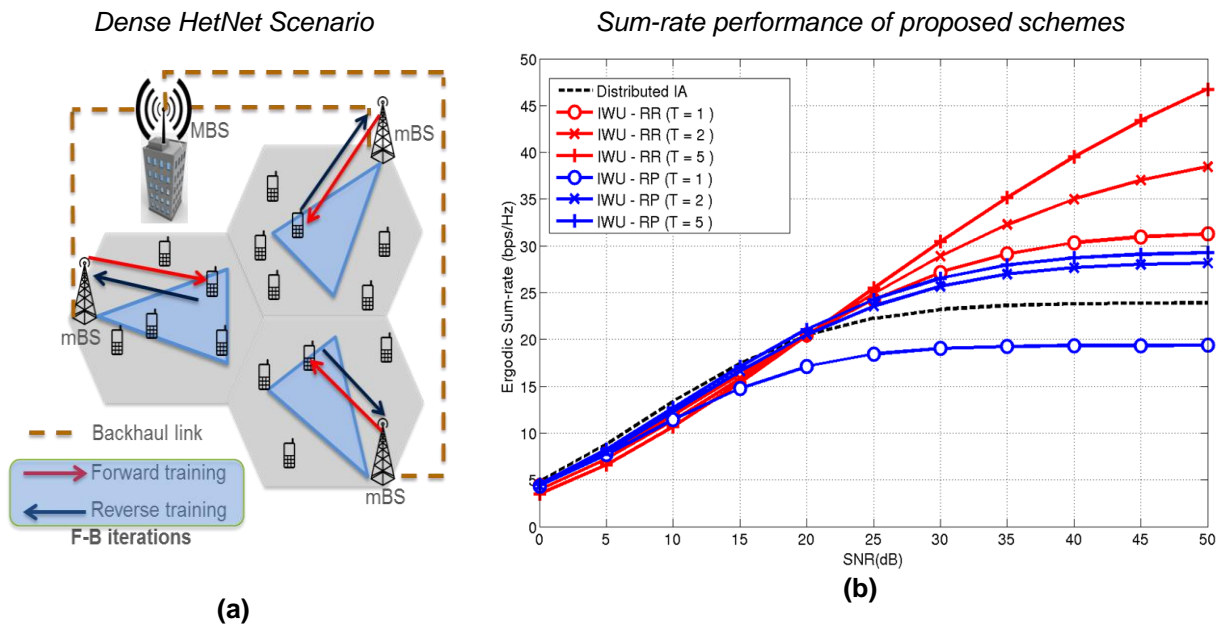 Dense HetNet Scenario
MBS
mBS
mBS
mBS
Backhaul link
Forward training
Reverse training
F-B iterations
(a)
Sum-rate performance of proposed schemes
Ergodic Sum-rate (bps/Hz)
50
45
40
35
30
25
20
15
10
5
0
Distributed IA
IWU - RR (T = 1 )
IWU - RR (T = 2 )
IWU - RR (T = 5 )
IWU - RP (T = 1 )
IWU - RP (T = 2 )
IWU - RP (T = 5 )
0 5 10 15 20 25 30 35 40 45 50
SNR(dB)
(b)